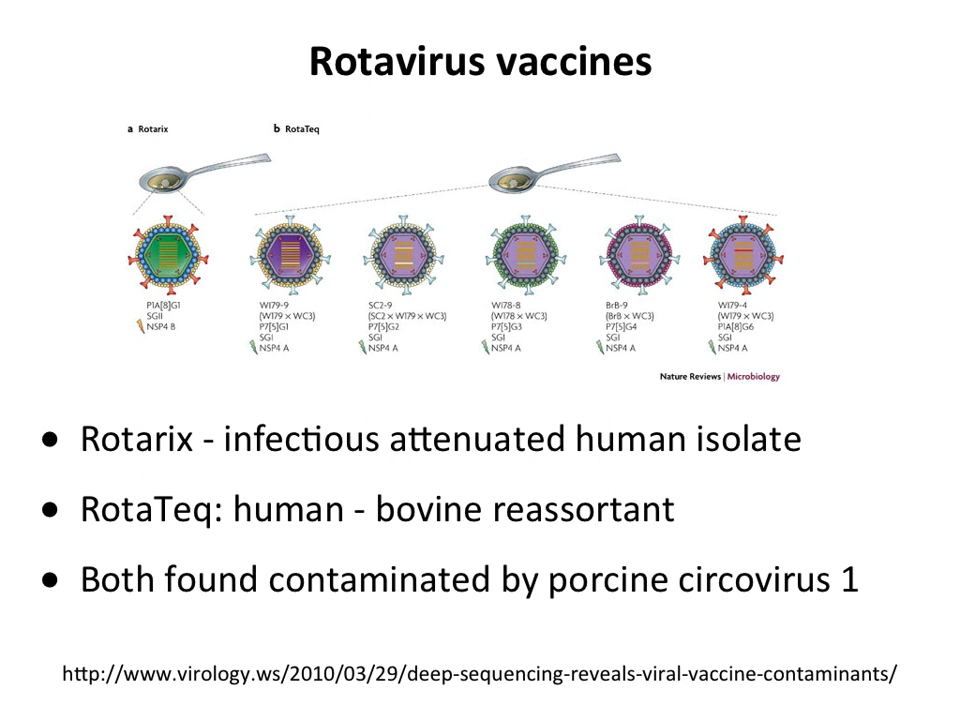 Rotavirus vaccines
a Rotarix
b RotaTeq
P1A[8]G1
SGII
NSP4 B
WI79-9
(WI79 x WC3)
P7[5]G1
SGI
NSP4 A
SC2-9
(SC2 x WI79 x WC3)
P7[5]G2
SGI
NSP4 A
WI78-8
(WI78 x WC3)
P7[5]G3
SGI
NSP4 A
BrB-9
(BrB x WC3)
P7[5]G4
SGI
NSP4 A
WI79-4
(WI79 x WC3)
P1A[8]G6
SGI
NSP4 A
Nature Reviews | Microbiology
• Rotarix - infectious attenuated human isolate
• RotaTeq: human - bovine reassortant
• Both found contaminated by porcine circovirus 1
http://www.virology.ws/2010/03/29/deep-sequencing-reveals-viral-vaccine-contaminants/